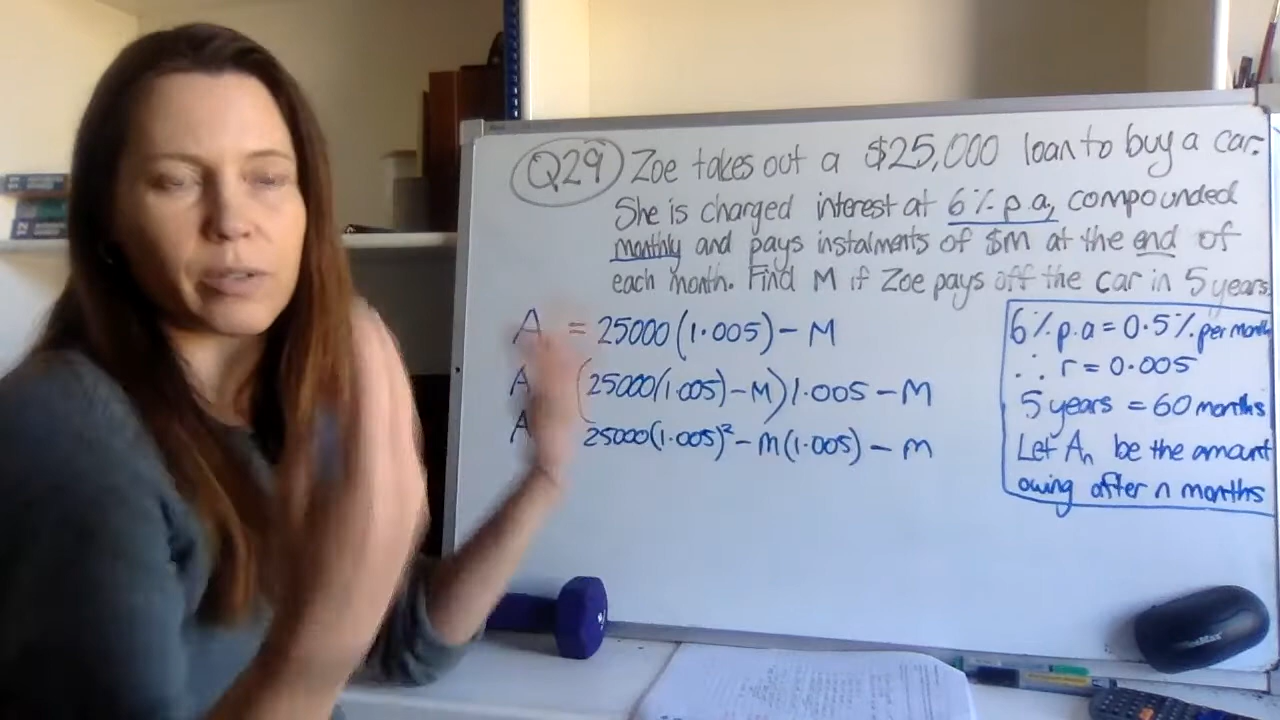 Q29 Zoe takes out a $25,000 loan to buy a car.
She is charged interest at 6% p.a, compounded
monthly and pays instalments of $M at the end of
each month. Find M if Zoe pays off the car in 5 years.
A = 25000(1.005) - M
A (25000(1.005) - M)1.005 - M
A 25000(1.005)² - M(1.005) - M
6% p.a = 0.5% per month
∴ r = 0.005
5 years = 60 months
Let Aₙ be the amount
owing after n months